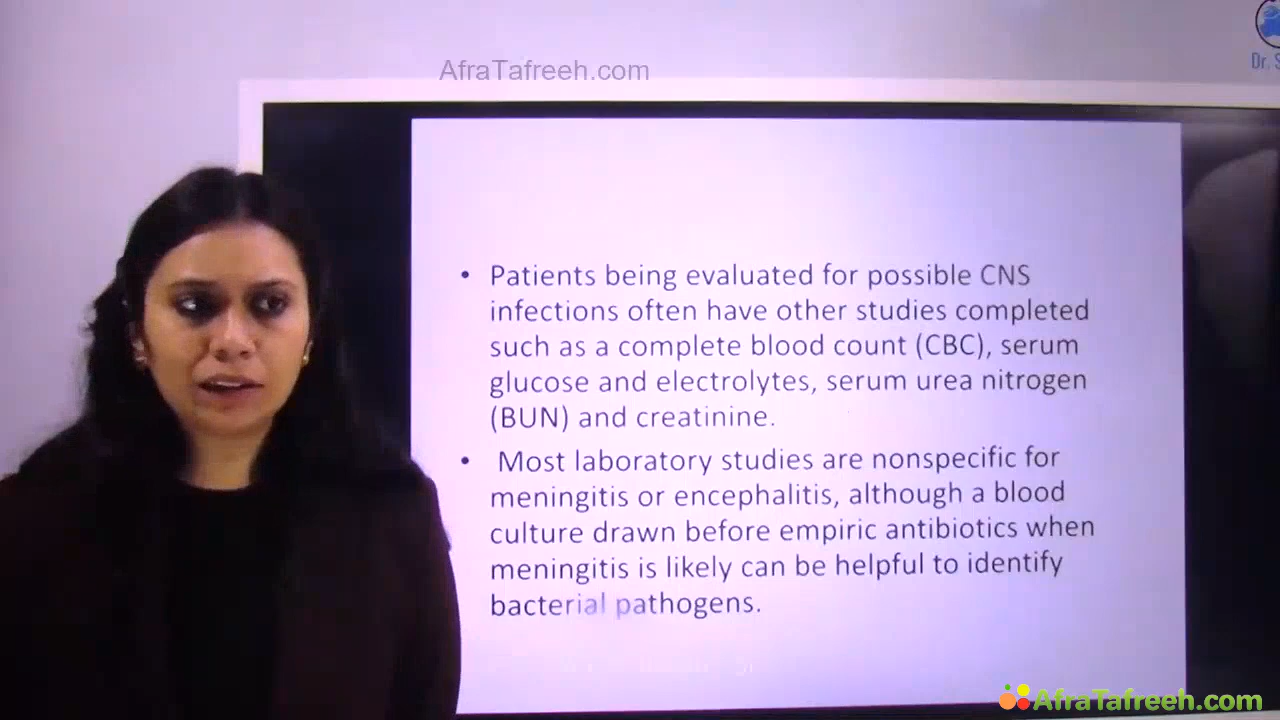 AfraTafreeh.com
Dr. S
• Patients being evaluated for possible CNS
infections often have other studies completed
such as a complete blood count (CBC), serum
glucose and electrolytes, serum urea nitrogen
(BUN) and creatinine.
• Most laboratory studies are nonspecific for
meningitis or encephalitis, although a blood
culture drawn before empiric antibiotics when
meningitis is likely can be helpful to identify
bacterial pathogens.
AfraTafreeh.com